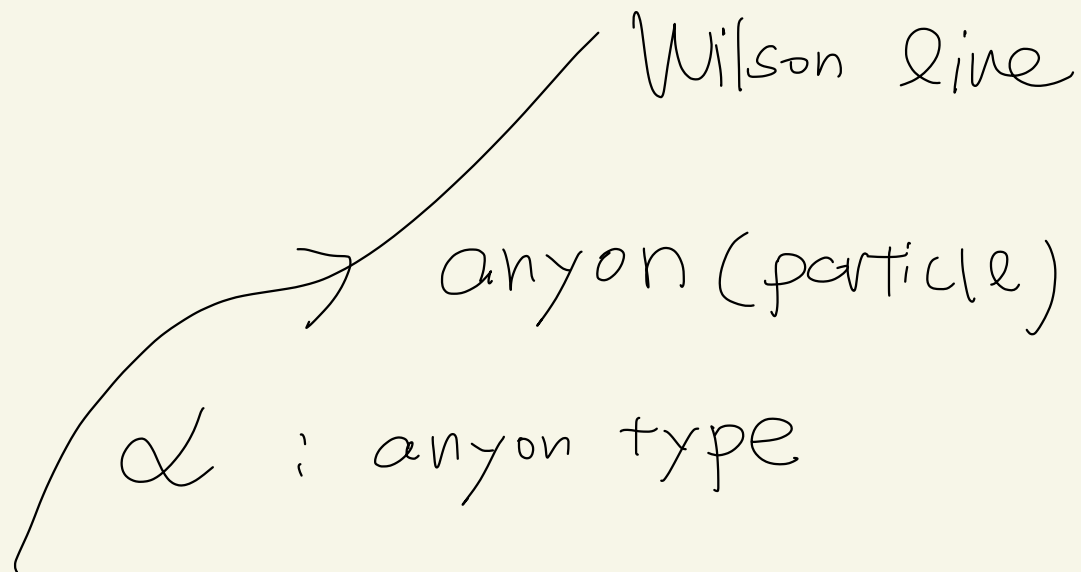 Wilson line
anyon (particle)
α : anyon type